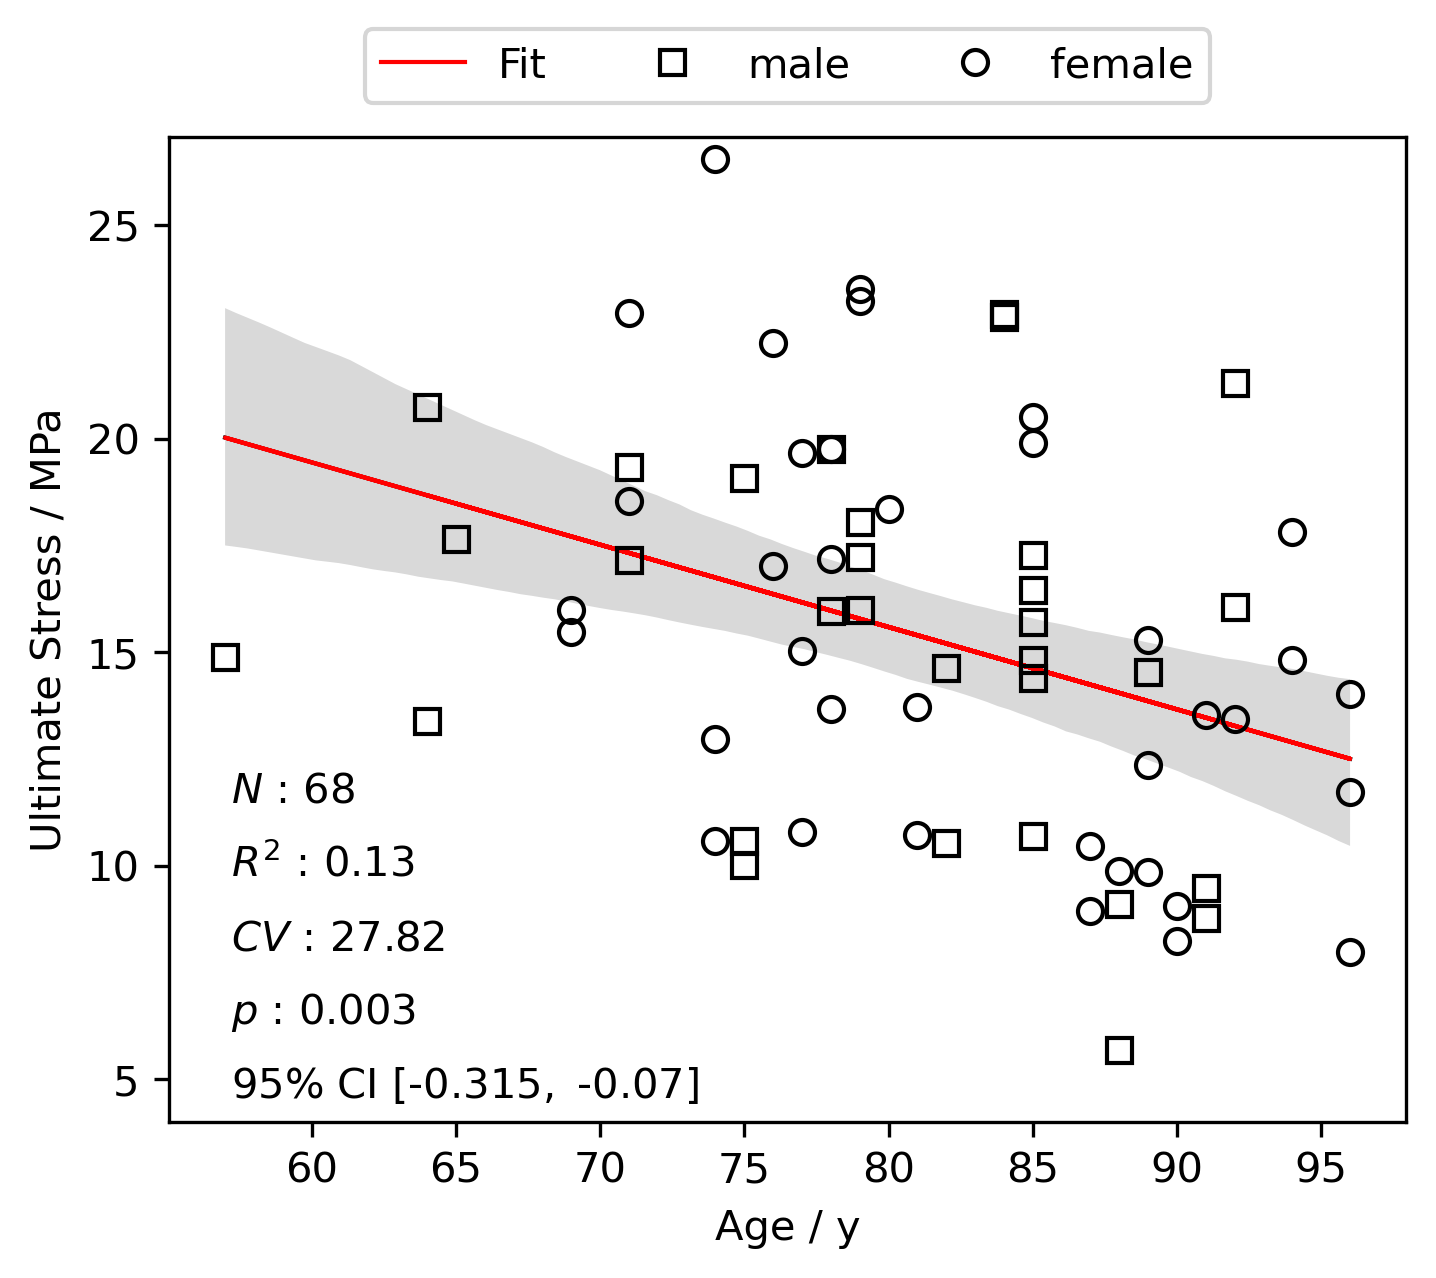 Fit male female
25
20
15
10
5
Ultimate Stress / MPa
N : 68
R² : 0.13
CV : 27.82
p : 0.003
95% CI [-0.315, -0.07]
60 65 70 75 80 85 90 95
Age / y